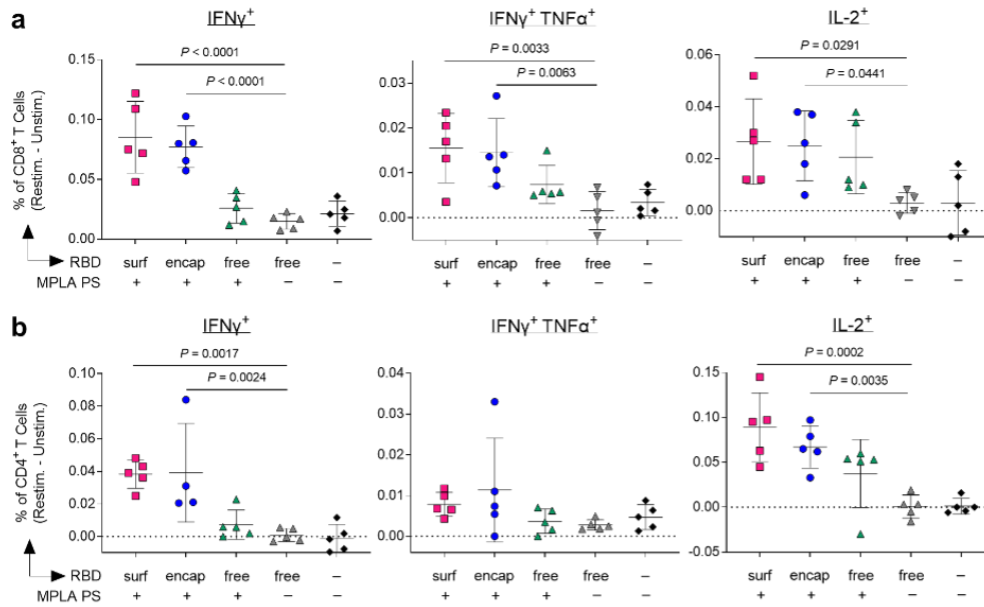 a
IFNγ⁺
IFNγ⁺ TNFα⁺
IL-2⁺
% of CD8⁺ T Cells
(Restim. - Unstim.)
0.15
0.10
0.05
0.00
P < 0.0001
P < 0.0001
0.03
0.02
0.01
0.00
P = 0.0033
P = 0.0063
0.06
0.04
0.02
0.00
P = 0.0291
P = 0.0441
RBD surf encap free free – surf encap free free – surf encap free free –
MPLA PS + + + – – + + + – – + + + – –
b
IFNγ⁺
IFNγ⁺ TNFα⁺
IL-2⁺
% of CD4⁺ T Cells
(Restim. - Unstim.)
0.10
0.08
0.06
0.04
0.02
0.00
P = 0.0017
P = 0.0024
0.04
0.03
0.02
0.01
0.00
0.15
0.10
0.05
0.00
-0.05
P = 0.0002
P = 0.0035
RBD surf encap free free – surf encap free free – surf encap free free –
MPLA PS + + + – – + + + – – + + + – –